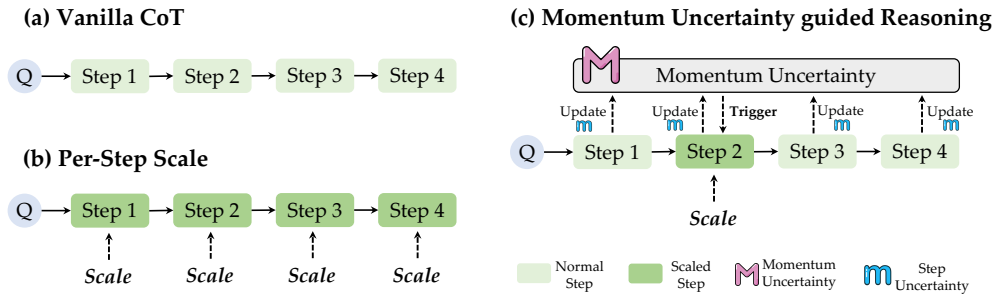 (a) Vanilla CoT
Q Step 1 Step 2 Step 3 Step 4
(b) Per-Step Scale
Q Step 1 Step 2 Step 3 Step 4
Scale Scale Scale Scale
(c) Momentum Uncertainty guided Reasoning
M Momentum Uncertainty
Update m Update m Trigger Update m Update m
Q Step 1 Step 2 Step 3 Step 4
Scale
Normal Step
Scaled Step
M Momentum Uncertainty
m Step Uncertainty